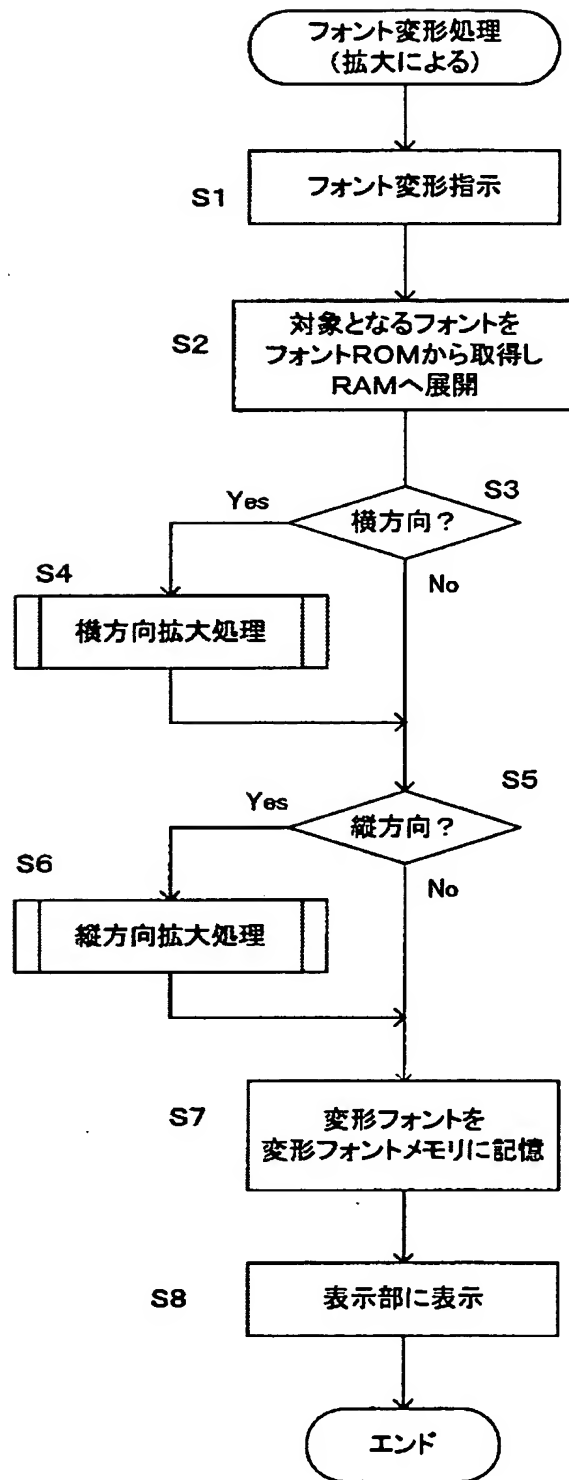 フォント変形処理
(拡大による)
S1
フォント変形指示
S2
対象となるフォントを
フォントROMから取得し
RAMへ展開
S3
横方向?
Yes
No
S4
横方向拡大処理
S5
縦方向?
Yes
No
S6
縦方向拡大処理
S7
変形フォントを
変形フォントメモリに記憶
S8
表示部に表示
エンド